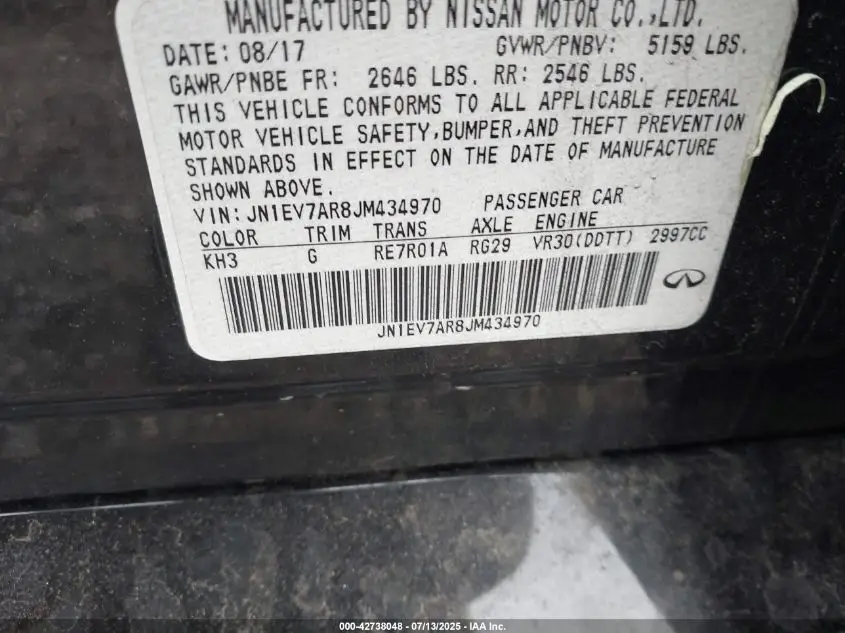 MANUFACTURED BY NISSAN MOTOR CO.,LTD.
DATE: 08/17 GVWR/PNBV: 5159 LBS.
GAWR/PNBE FR: 2646 LBS. RR: 2546 LBS.
THIS VEHICLE CONFORMS TO ALL APPLICABLE FEDERAL
MOTOR VEHICLE SAFETY,BUMPER,AND THEFT PREVENTION
STANDARDS IN EFFECT ON THE DATE OF MANUFACTURE
SHOWN ABOVE.
VIN: JN1EV7AR8JM434970 PASSENGER CAR
COLOR TRIM TRANS AXLE ENGINE
KH3 G RE7R01A RG29 VR30(DDTT) 2997CC
JN1EV7AR8JM434970
000-42738048 - 07/13/2025 - IAA Inc.